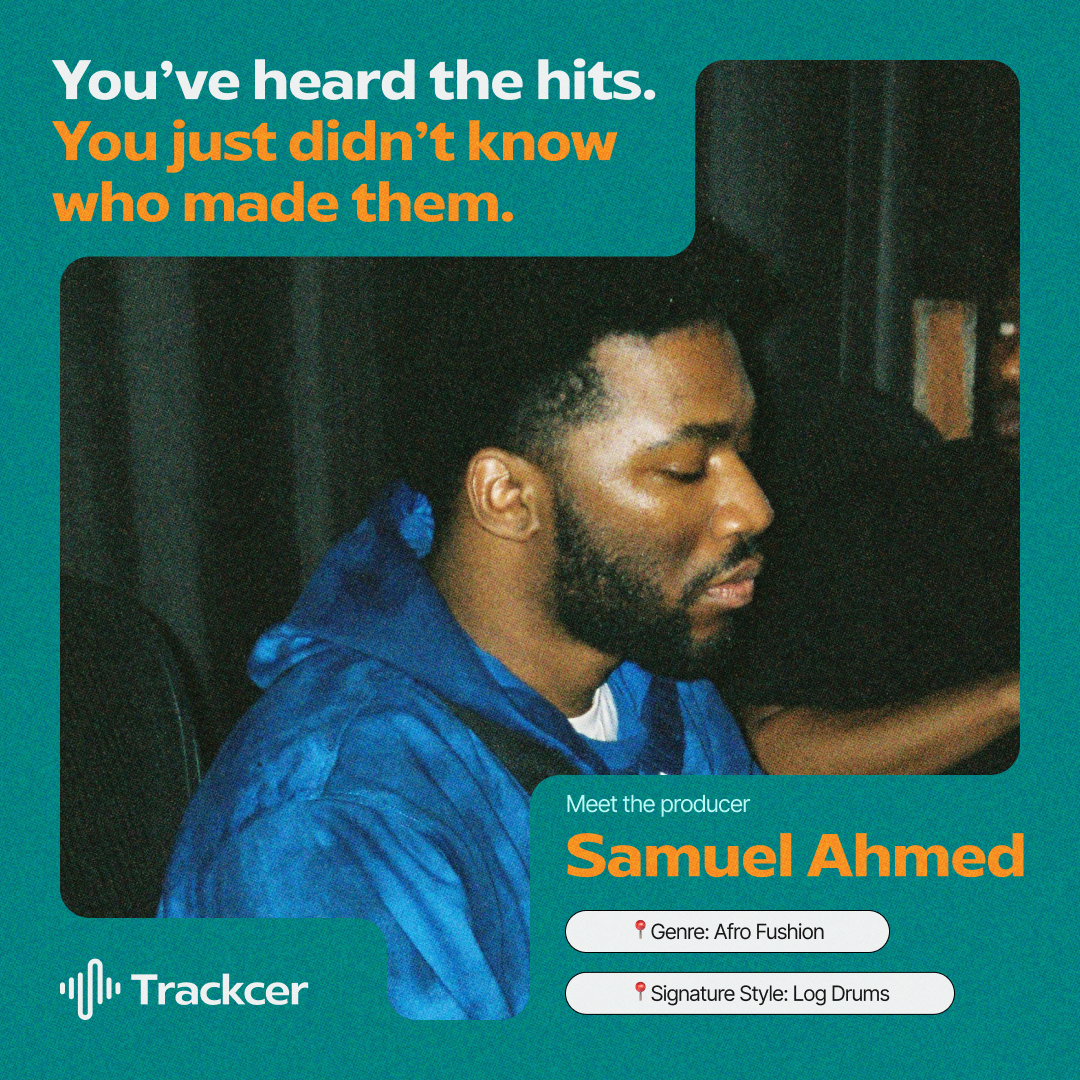 You’ve heard the hits.
You just didn’t know
who made them.
Meet the producer
Samuel Ahmed
📍Genre: Afro Fushion
📍Signature Style: Log Drums
Trackcer